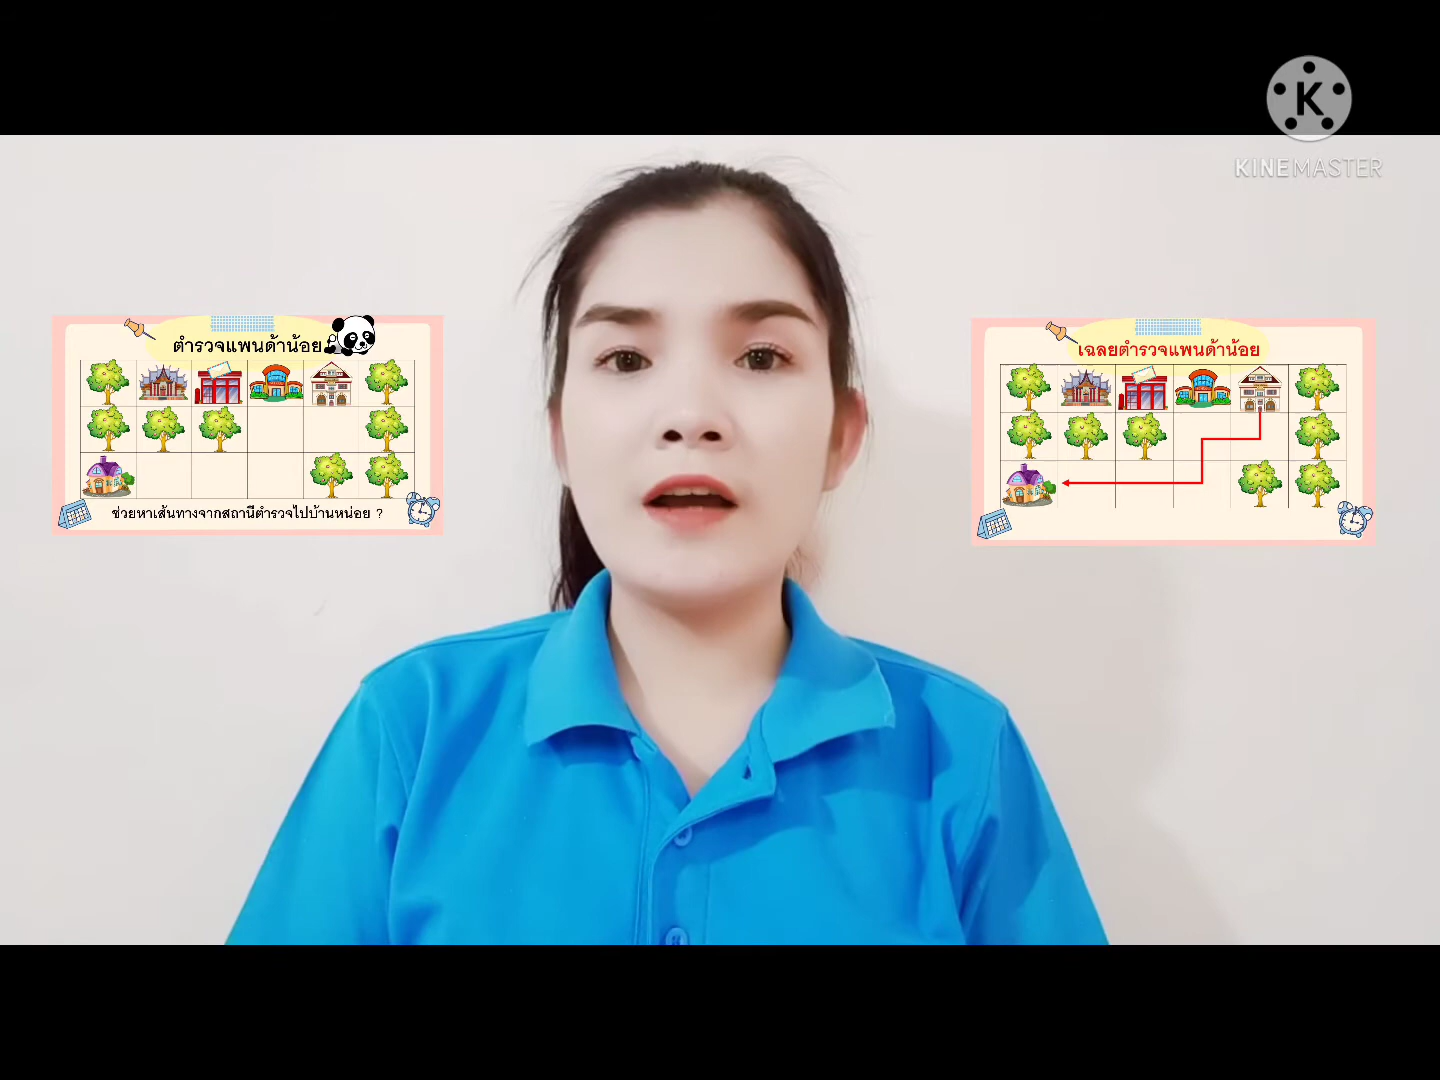 K
KINEMASTER
ตำรวจแพนด้าน้อย
ช่วยหาเส้นทางจากสถานีตำรวจไปบ้านหน่อย ?
เฉลยตำรวจแพนด้าน้อย